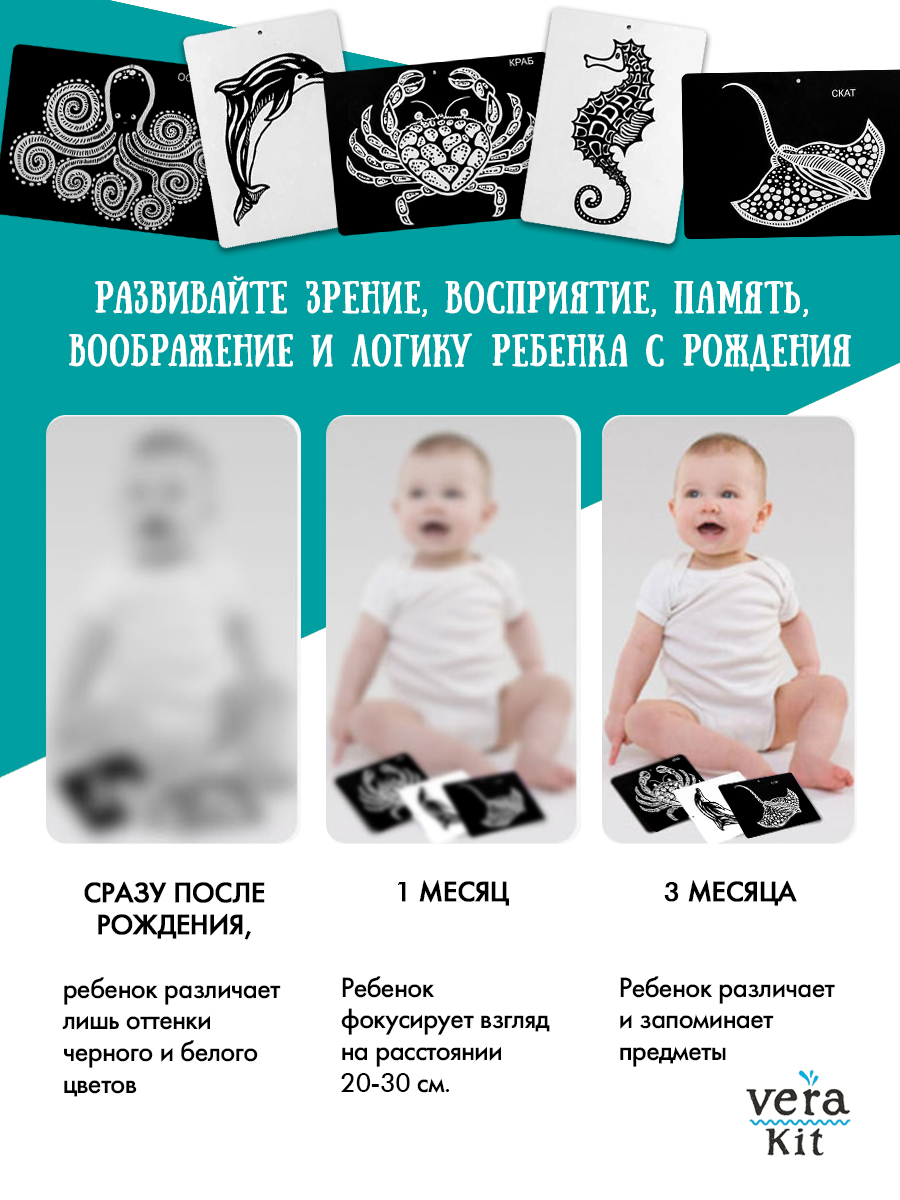 ОС
КРАБ
СКАТ
РАЗВИВАЙТЕ ЗРЕНИЕ, ВОСПРИЯТИЕ, ПАМЯТЬ,
ВООБРАЖЕНИЕ И ЛОГИКУ РЕБЕНКА С РОЖДЕНИЯ
СРАЗУ ПОСЛЕ
РОЖДЕНИЯ,
ребенок различает
лишь оттенки
черного и белого
цветов
1 МЕСЯЦ
Ребенок
фокусирует взгляд
на расстоянии
20-30 см.
3 МЕСЯЦА
Ребенок различает
и запоминает
предметы
vera
Kit